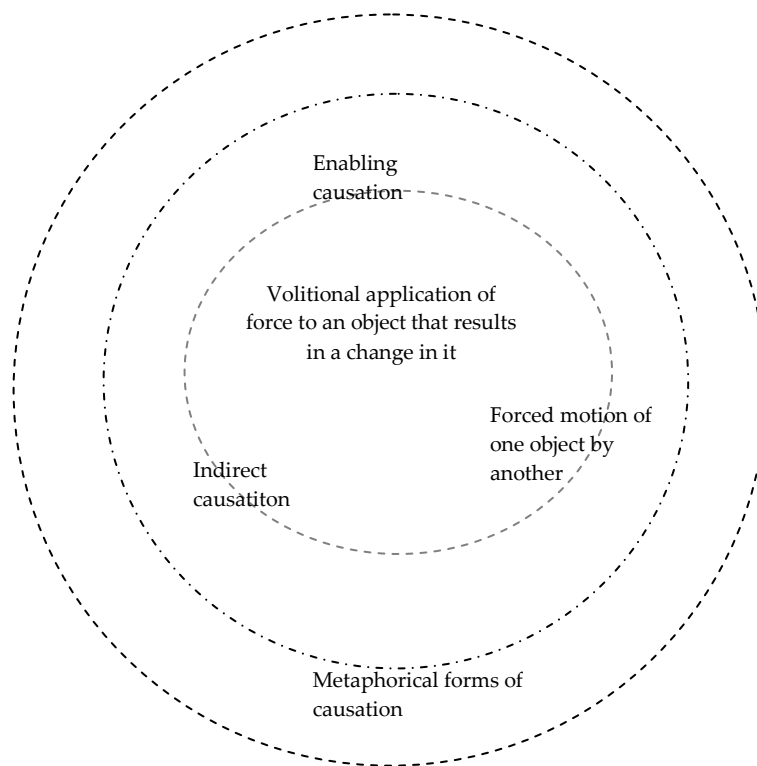 Enabling
causation
Volitional application of
force to an object that results
in a change in it
Forced motion of
one object by
another
Indirect
causatiton
Metaphorical forms of
causation